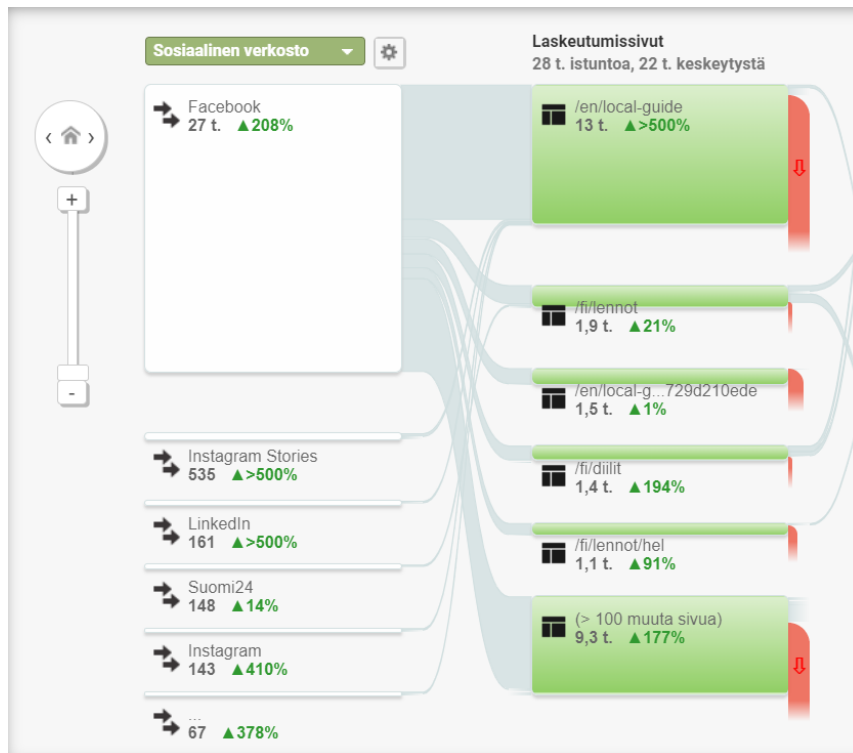 Sosiaalinen verkosto
Laskeutumissivut
28 t. istuntoa, 22 t. keskeytystä
Facebook
27 t. ▲208%
Instagram Stories
535 ▲>500%
LinkedIn
161 ▲>500%
Suomi24
148 ▲14%
Instagram
143 ▲410%
...
67 ▲378%
/en/local-guide
13 t. ▲>500%
/fi/lennot
1,9 t. ▲21%
/en/local-g...729d210ede
1,5 t. ▲1%
/fi/diilit
1,4 t. ▲194%
/fi/lennot/hel
1,1 t. ▲91%
(> 100 muuta sivua)
9,3 t. ▲177%
+
-